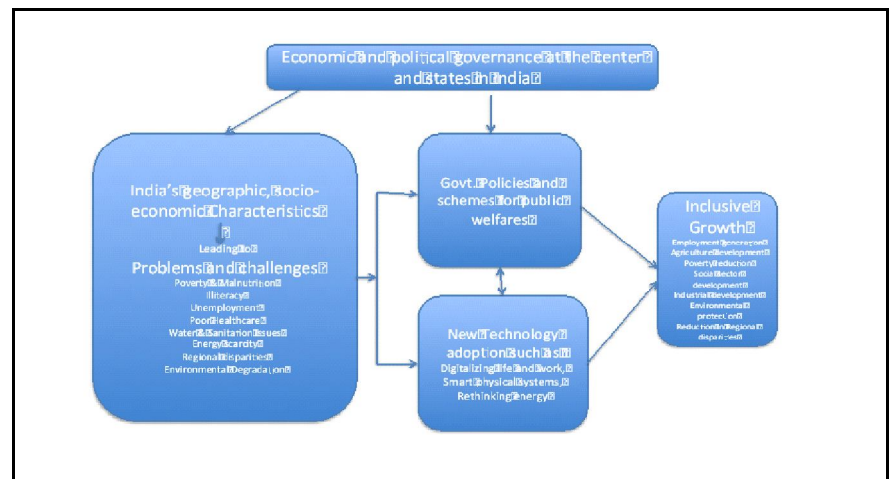 Economic and political governance at the center
and states in India
India's geographic, socio-
economic Characteristics
Leading to
Problems and challenges
Poverty & Malnutrition
Illiteracy
Unemployment
Poor Healthcare
Water & Sanitation Issues
Energy scarcity
Regional disparities
Environmental Degradation
Govt. Policies and
schemes for public
welfares
New Technology
adoption such as
Digitalizing life and work,
Smart physical systems,
Rethinking energy
Inclusive
Growth
Employment generation
Agriculture development
Poverty reduction
Social sector
development
Industrial development
Environmental
protection
Reduction in Regional
disparities